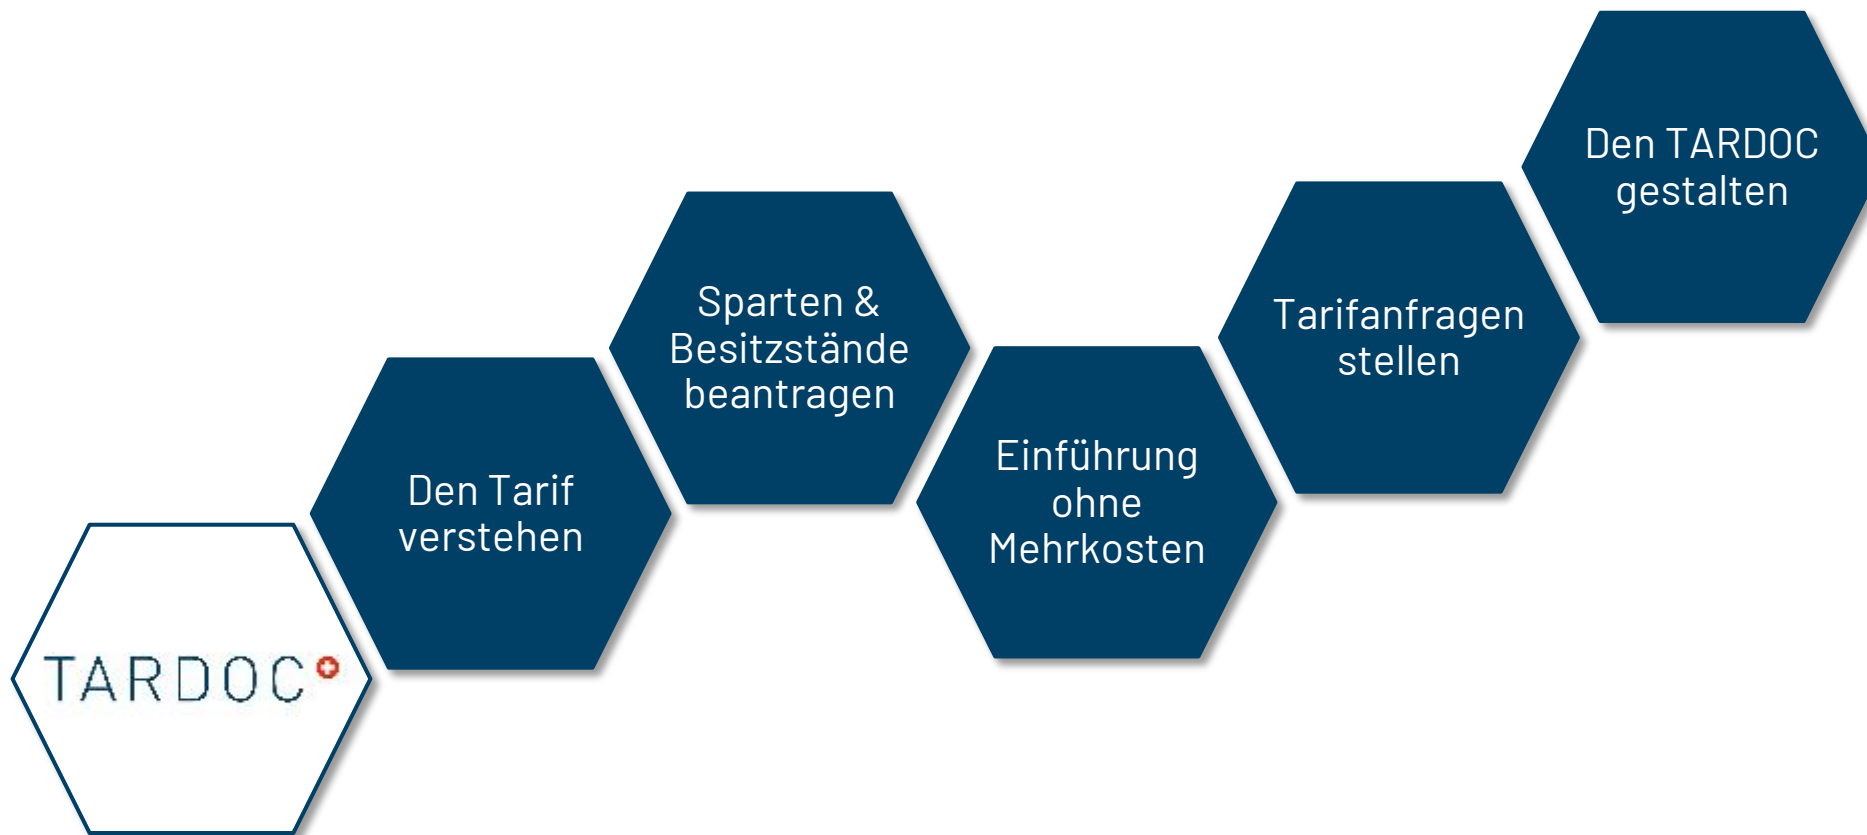 TARDOC
Den Tarif
verstehen
Sparten &
Besitzstände
beantragen
Einführung
ohne
Mehrkosten
Tarifanfragen
stellen
Den TARDOC
gestalten